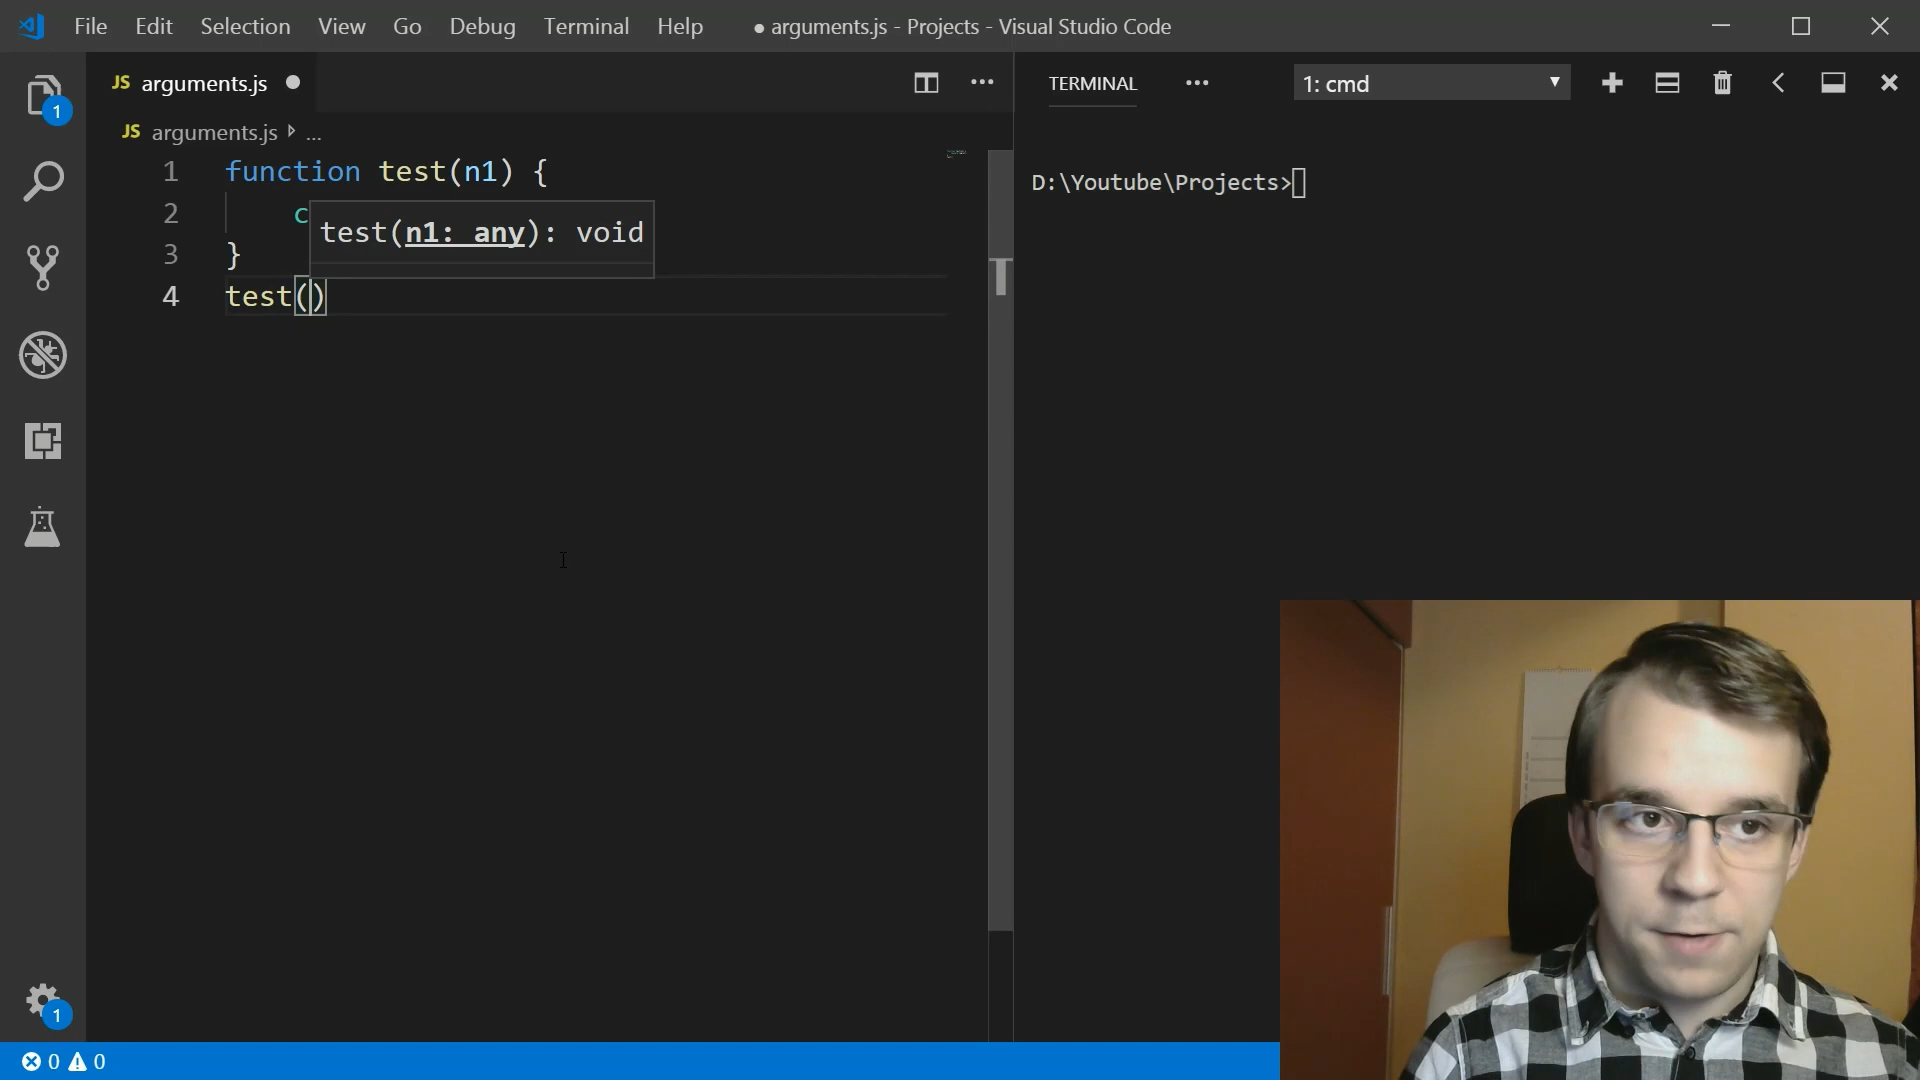 File Edit Selection View Go Debug Terminal Help ● arguments.js - Projects - Visual Studio Code
JS arguments.js ●
TERMINAL ••• 1: cmd
JS arguments.js ...
1 function test(n1) {
2 c
test(n1: any): void
3 }
4 test()
D:\Youtube\Projects>
1
1
0 0